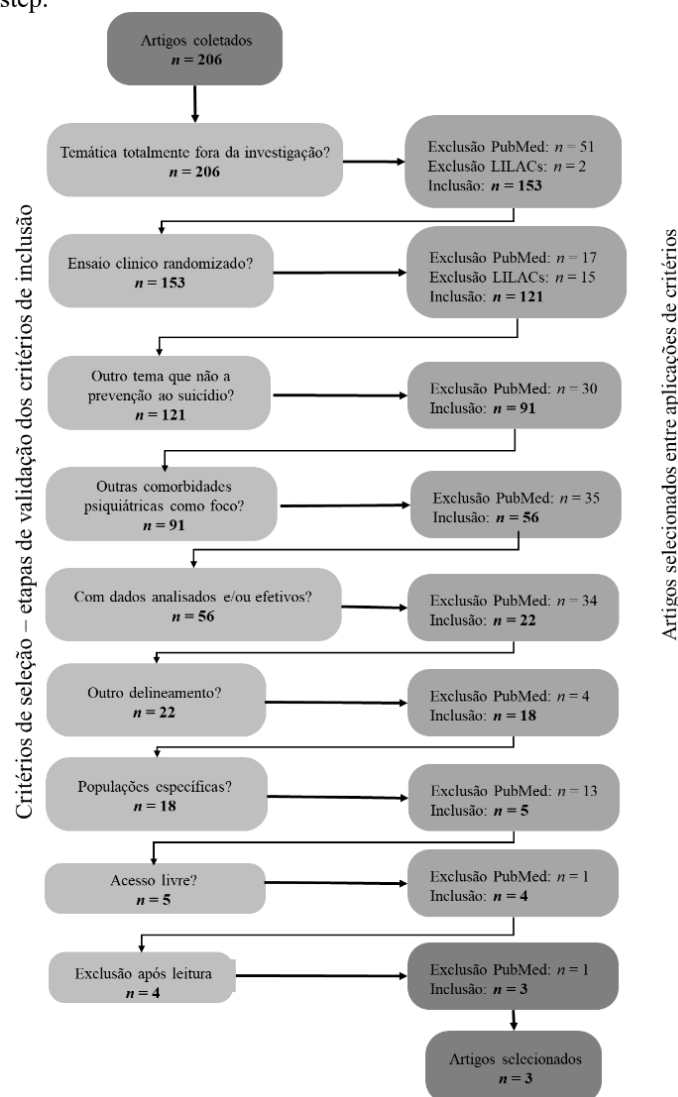 step.
Artigos coletados
n = 206
Temática totalmente fora da investigação?
n = 206
Exclusão PubMed: n = 51
Exclusão LILACs: n = 2
Inclusão: n = 153
Ensaio clinico randomizado?
n = 153
Exclusão PubMed: n = 17
Exclusão LILACs: n = 15
Inclusão: n = 121
Outro tema que não a
prevenção ao suicídio?
n = 121
Exclusão PubMed: n = 30
Inclusão: n = 91
Outras comorbidades
psiquiátricas como foco?
n = 91
Exclusão PubMed: n = 35
Inclusão: n = 56
Com dados analisados e/ou efetivos?
n = 56
Exclusão PubMed: n = 34
Inclusão: n = 22
Outro delineamento?
n = 22
Exclusão PubMed: n = 4
Inclusão: n = 18
Populações específicas?
n = 18
Exclusão PubMed: n = 13
Inclusão: n = 5
Acesso livre?
n = 5
Exclusão PubMed: n = 1
Inclusão: n = 4
Exclusão após leitura
n = 4
Exclusão PubMed: n = 1
Inclusão: n = 3
Artigos selecionados
n = 3
Critérios de seleção – etapas de validação dos critérios de inclusão
Artigos selecionados entre aplicações de critérios